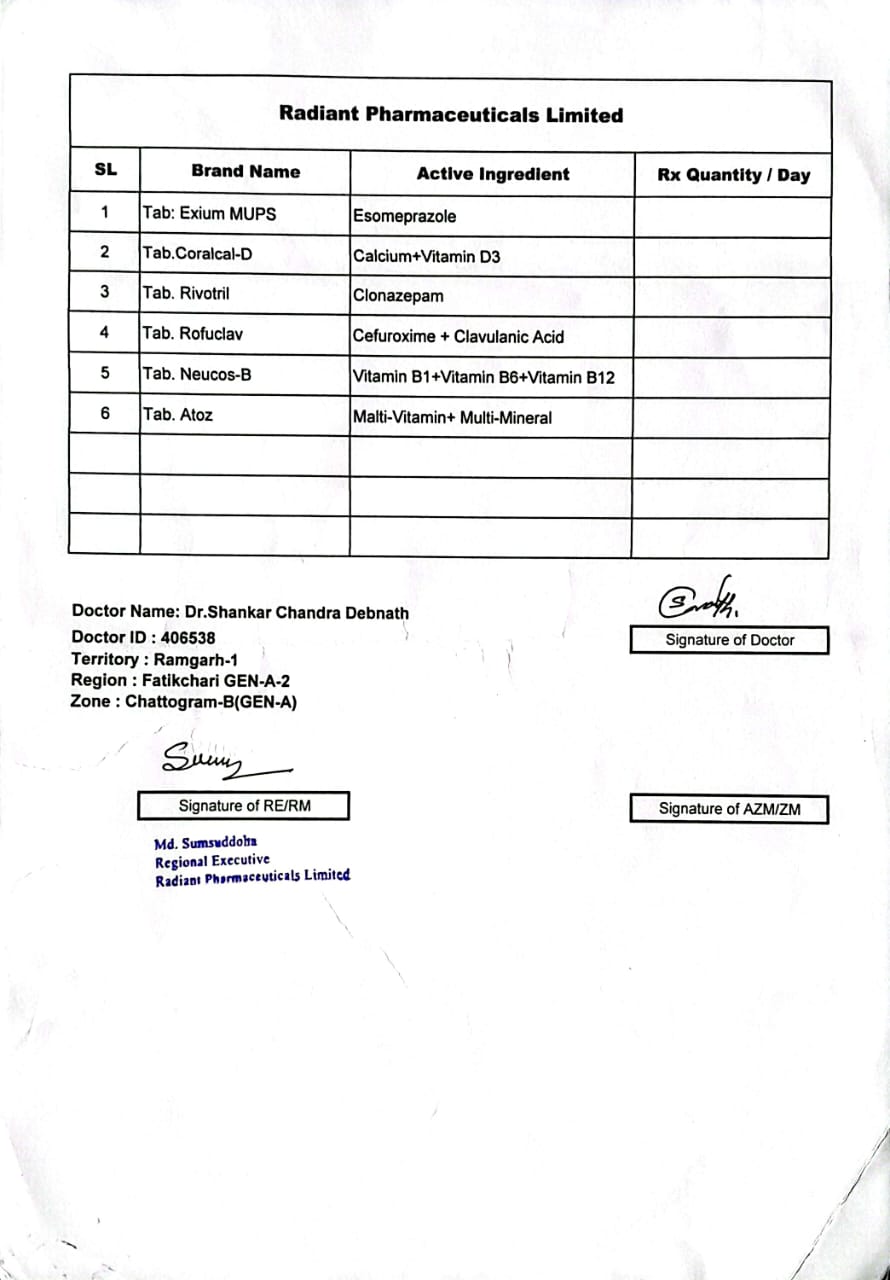 Radiant Pharmaceuticals Limited
SL Brand Name Active Ingredient Rx Quantity / Day
1 Tab: Exium MUPS Esomeprazole
2 Tab.Coralcal-D Calcium+Vitamin D3
3 Tab. Rivotril Clonazepam
4 Tab. Rofuclav Cefuroxime + Clavulanic Acid
5 Tab. Neucos-B Vitamin B1+Vitamin B6+Vitamin B12
6 Tab. Atoz Malti-Vitamin+ Multi-Mineral
Doctor Name: Dr.Shankar Chandra Debnath
Signature of Doctor
Doctor ID : 406538
Territory : Ramgarh-1
Region : Fatikchari GEN-A-2
Zone : Chattogram-B(GEN-A)
Signature of RE/RM
Signature of AZM/ZM
Md. Sumsuddoha
Regional Executive
Radiant Pharmaceuticals Limited